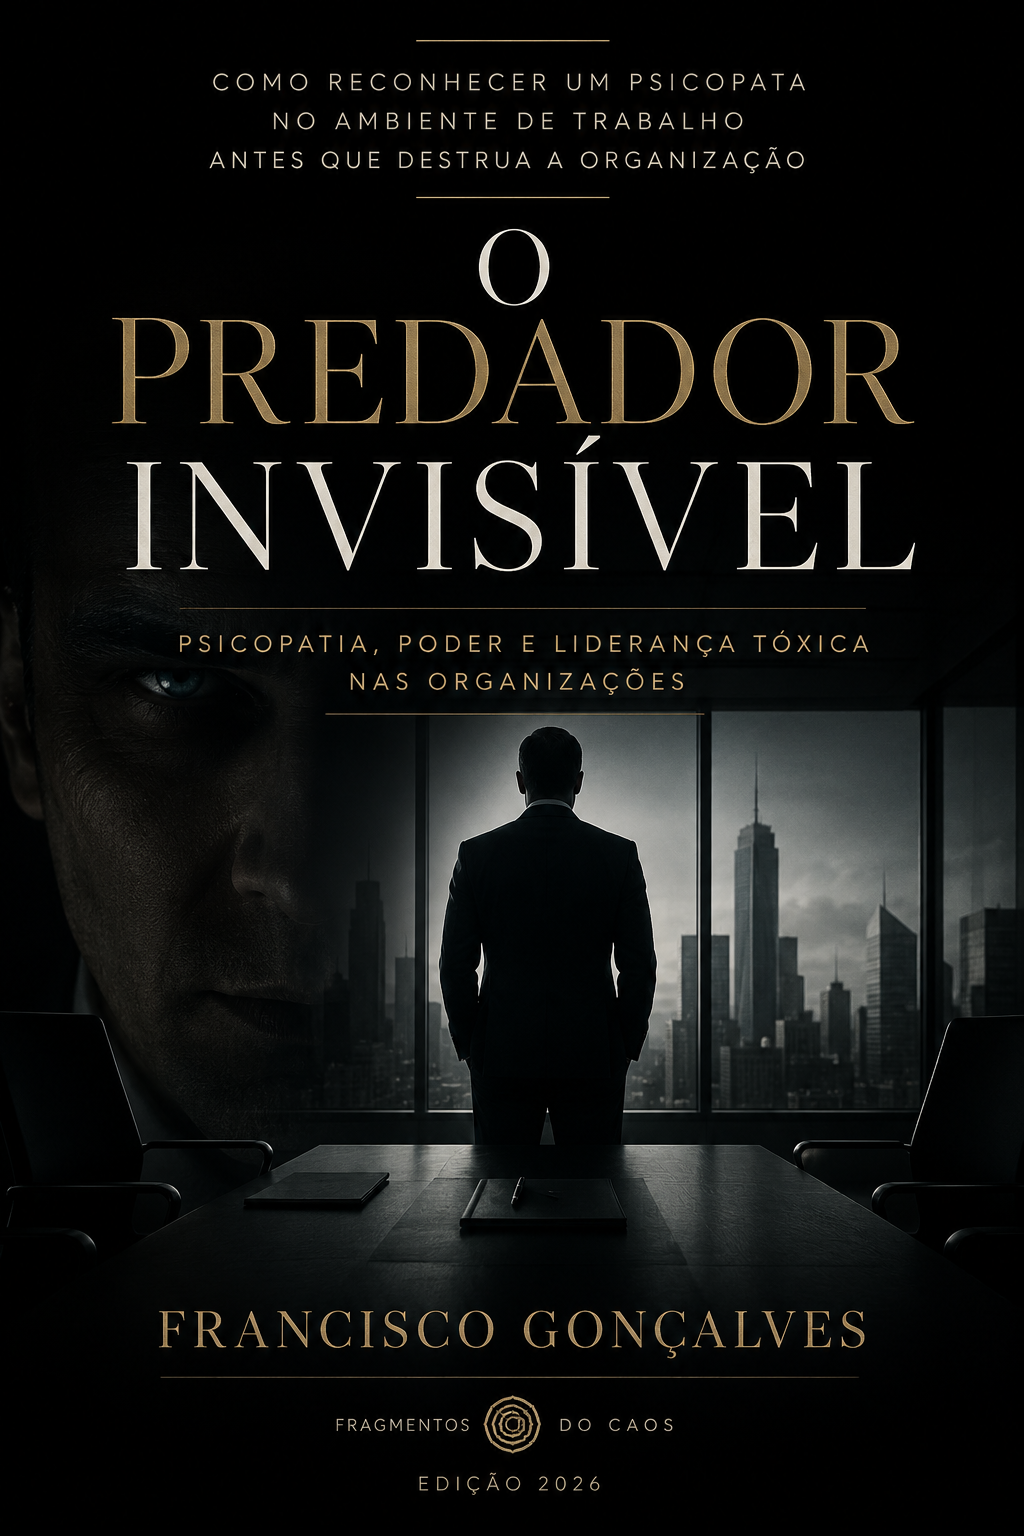 COMO RECONHECER UM PSICOPATA
NO AMBIENTE DE TRABALHO
ANTES QUE DESTRUA A ORGANIZAÇÃO
O
PREDADOR
INVISÍVEL
PSICOPATIA, PODER E LIDERANÇA TÓXICA
NAS ORGANIZAÇÕES
FRANCISCO GONÇALVES
FRAGMENTOS DO CAOS
EDIÇÃO 2026